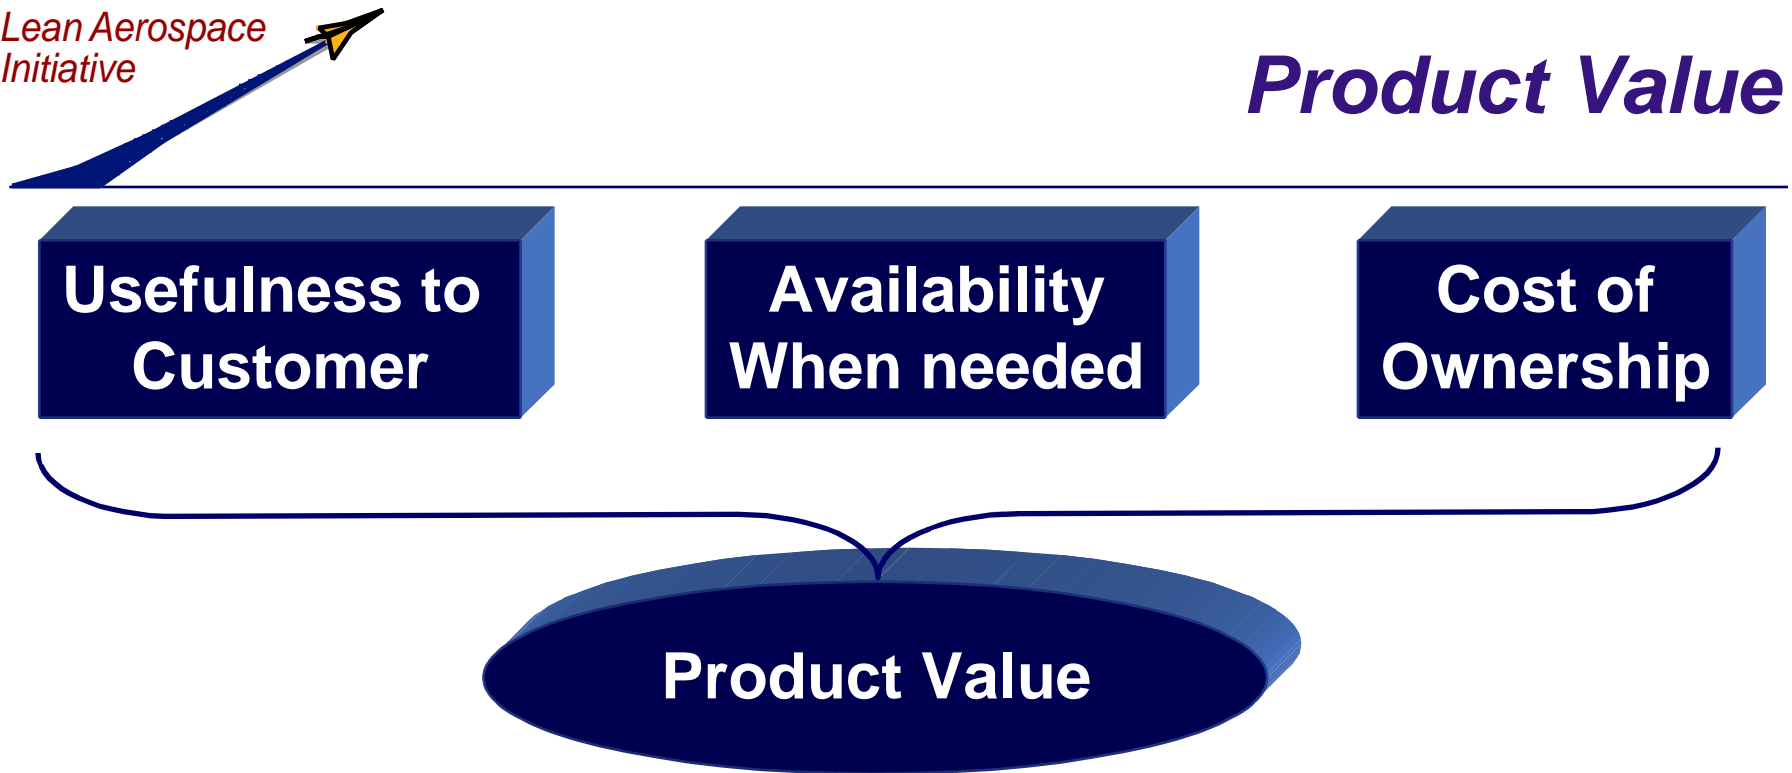 Lean Aerospace
Initiative
Product Value
Usefulness to
Customer
Availability
When needed
Cost of
Ownership
Product Value